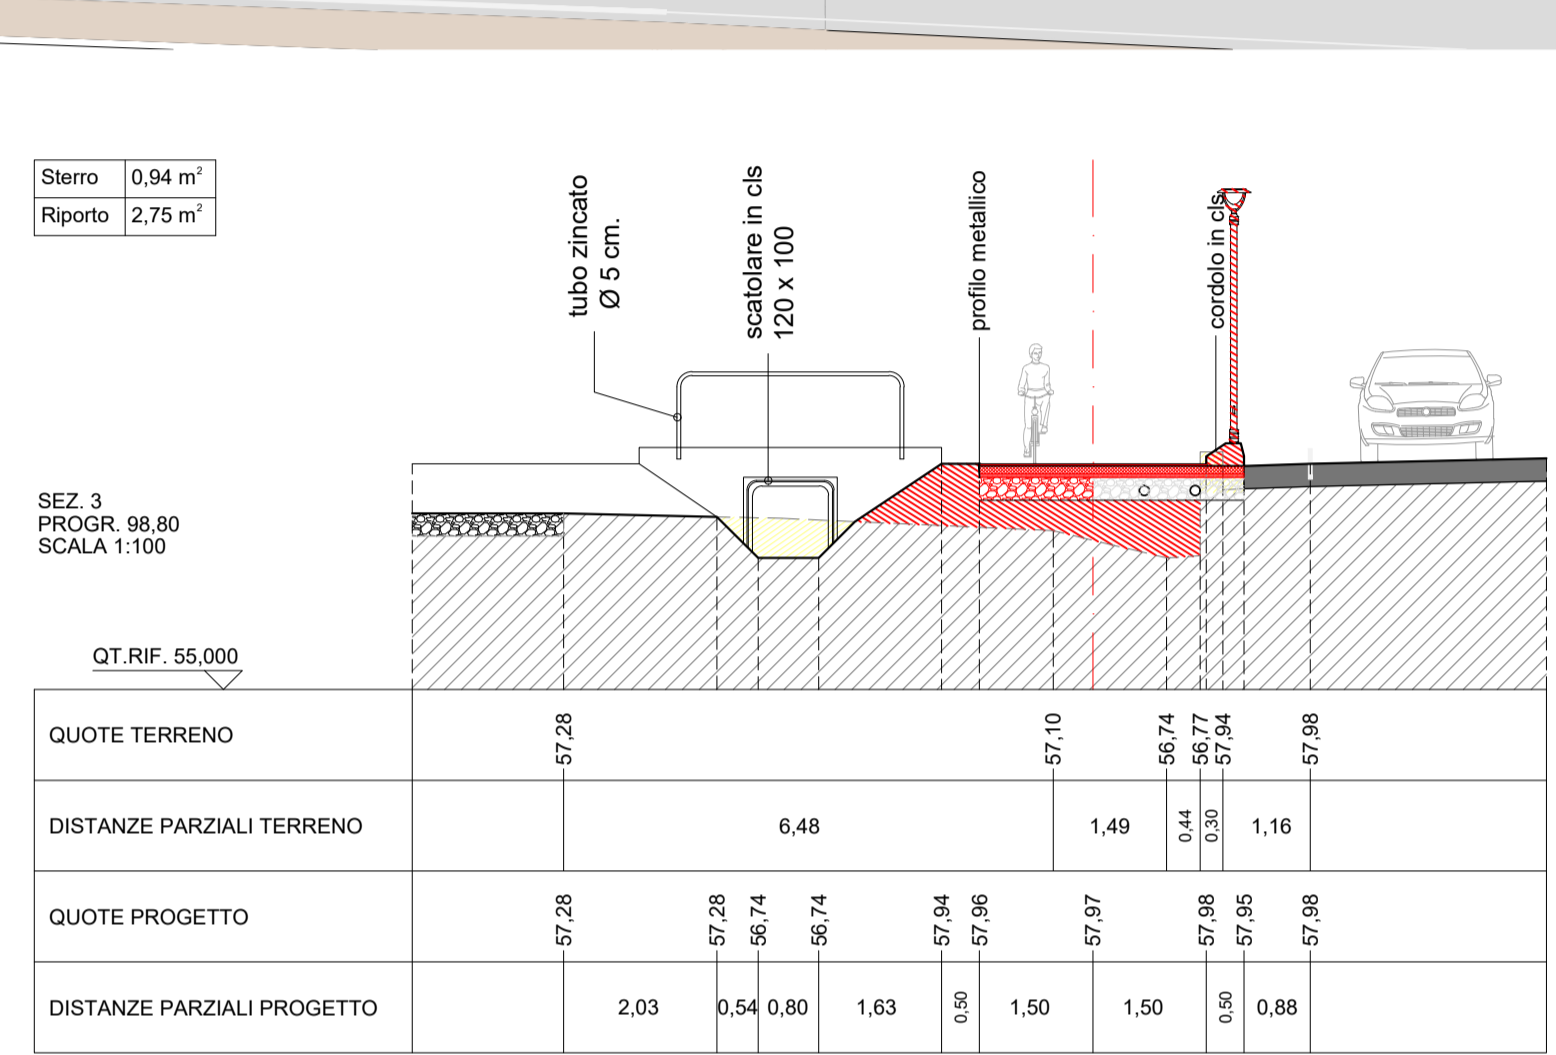 Sterro 0,94 m²
Riporto 2,75 m²
tubo zincato
Ø 5 cm.
scatolare in cls
120 x 100
profilo metallico
cordolo in cls
SEZ. 3
PROGR. 98,80
SCALA 1:100
QT.RIF. 55,000
QUOTE TERRENO 57,28 57,10 56,74 56,77 57,94 57,98
DISTANZE PARZIALI TERRENO 6,48 1,49 0,44 0,30 1,16
QUOTE PROGETTO 57,28 57,28 56,74 56,74 57,94 57,96 57,97 57,98 57,95 57,98
DISTANZE PARZIALI PROGETTO 2,03 0,54 0,80 1,63 0,50 1,50 1,50 0,50 0,88